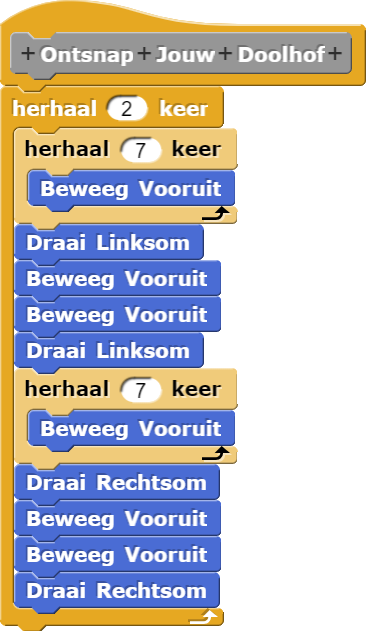 + Ontsnap + Jouw + Doolhof +
herhaal 2 keer
herhaal 7 keer
Beweeg Vooruit
Draai Linksom
Beweeg Vooruit
Beweeg Vooruit
Draai Linksom
herhaal 7 keer
Beweeg Vooruit
Draai Rechtsom
Beweeg Vooruit
Beweeg Vooruit
Draai Rechtsom